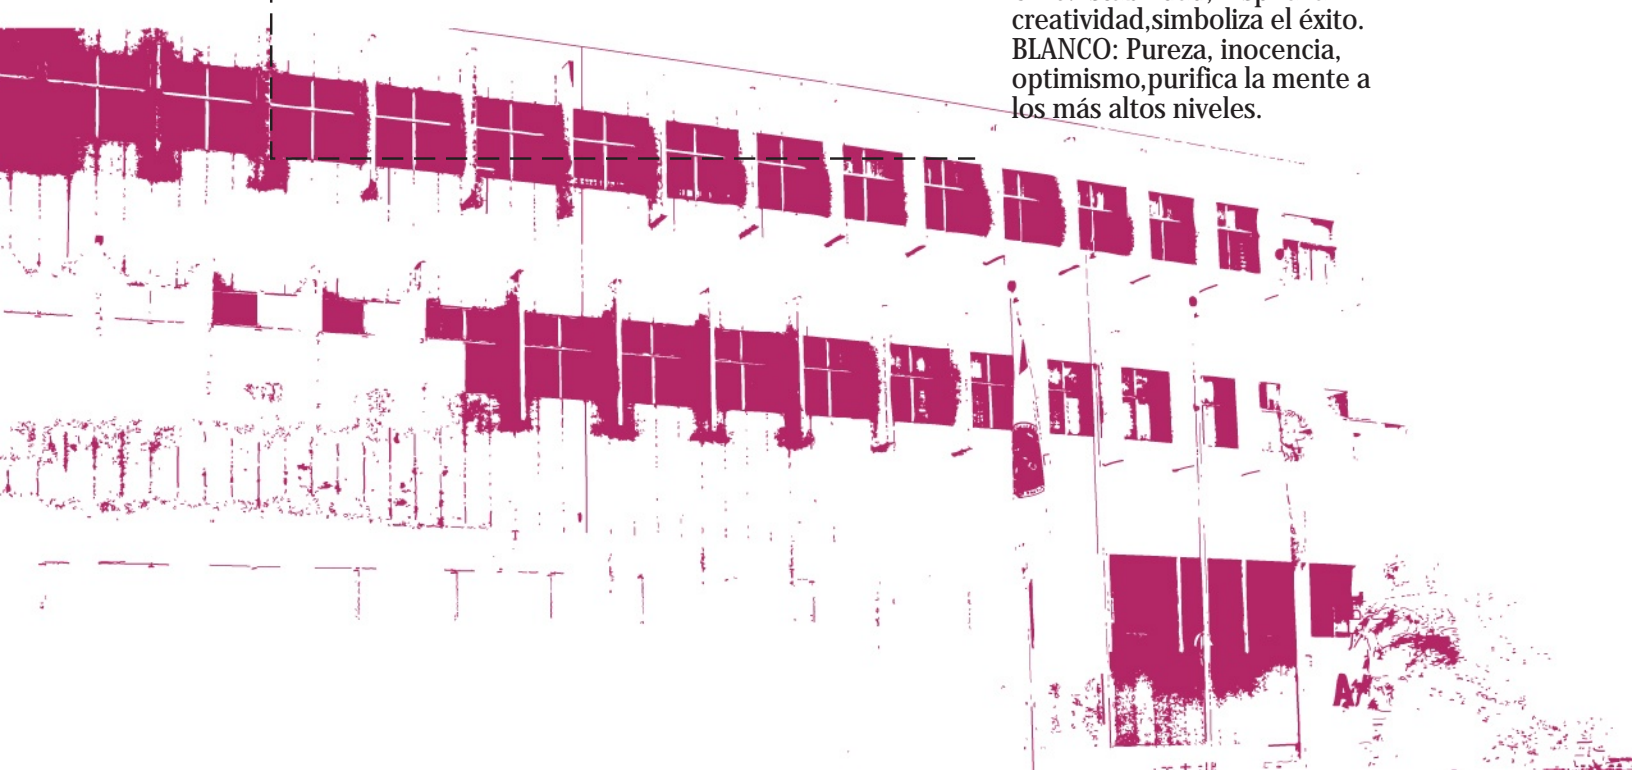 creatividad,simboliza el éxito.
BLANCO: Pureza, inocencia,
optimismo,purifica la mente a
los más altos niveles.